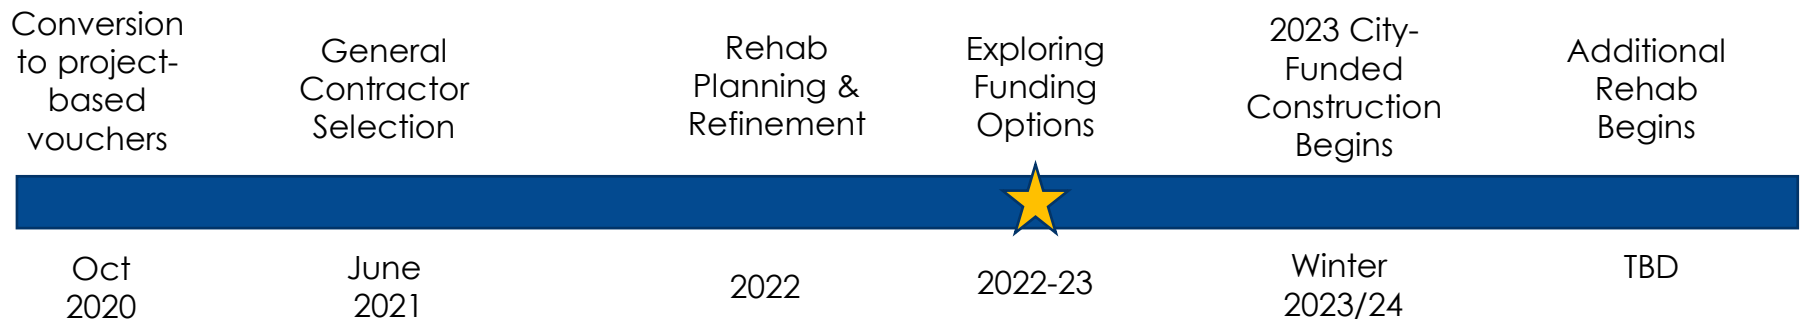 Conversion
to project-
based
vouchers
General
Contractor
Selection
Rehab
Planning &
Refinement
Exploring
Funding
Options
2023 City-
Funded
Construction
Begins
Additional
Rehab
Begins
Oct
2020
June
2021
2022
2022-23
Winter
2023/24
TBD